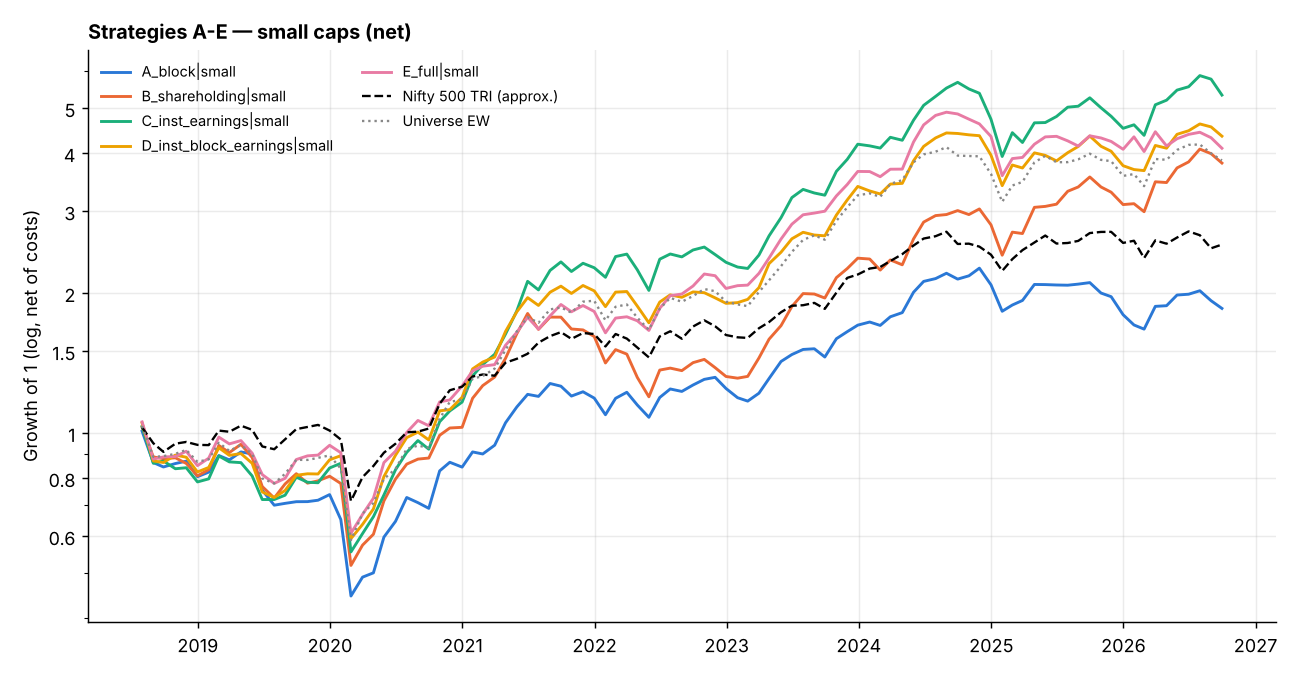 Strategies A-E — small caps (net)
A_block|small
B_shareholding|small
C_inst_earnings|small
D_inst_block_earnings|small
E_full|small
Nifty 500 TRI (approx.)
Universe EW
Growth of 1 (log, net of costs)
5
4
3
2
1.5
1
0.8
0.6
2019
2020
2021
2022
2023
2024
2025
2026
2027